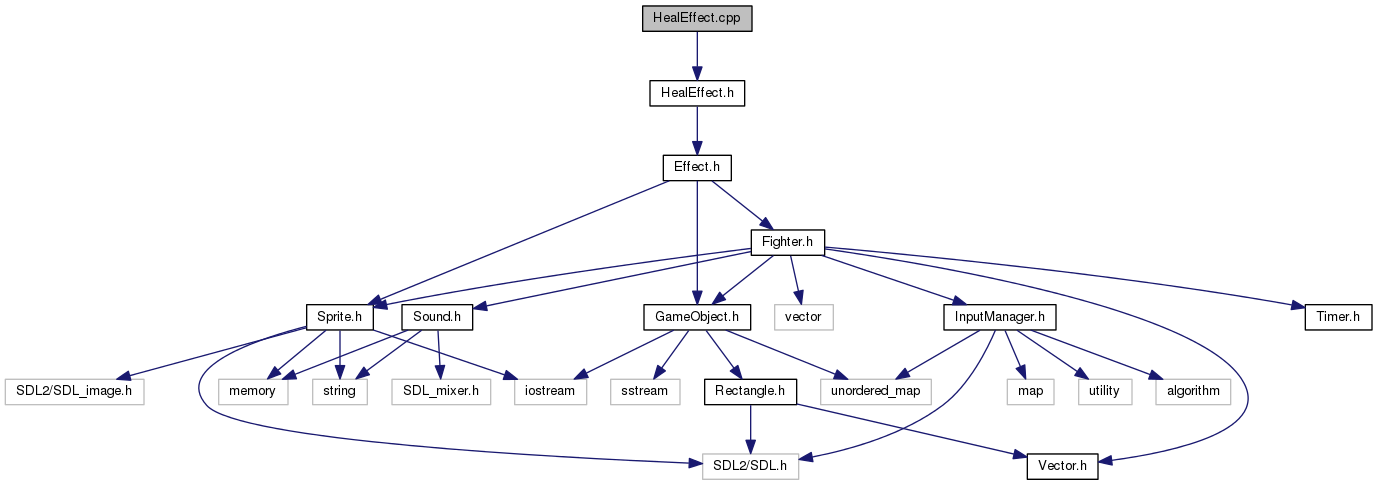 HealEffect.cpp
HealEffect.h
Effect.h
Fighter.h
Sprite.h
Sound.h
GameObject.h
vector
InputManager.h
Timer.h
SDL2/SDL_image.h
memory
string
SDL_mixer.h
iostream
sstream
Rectangle.h
unordered_map
map
utility
algorithm
SDL2/SDL.h
Vector.h